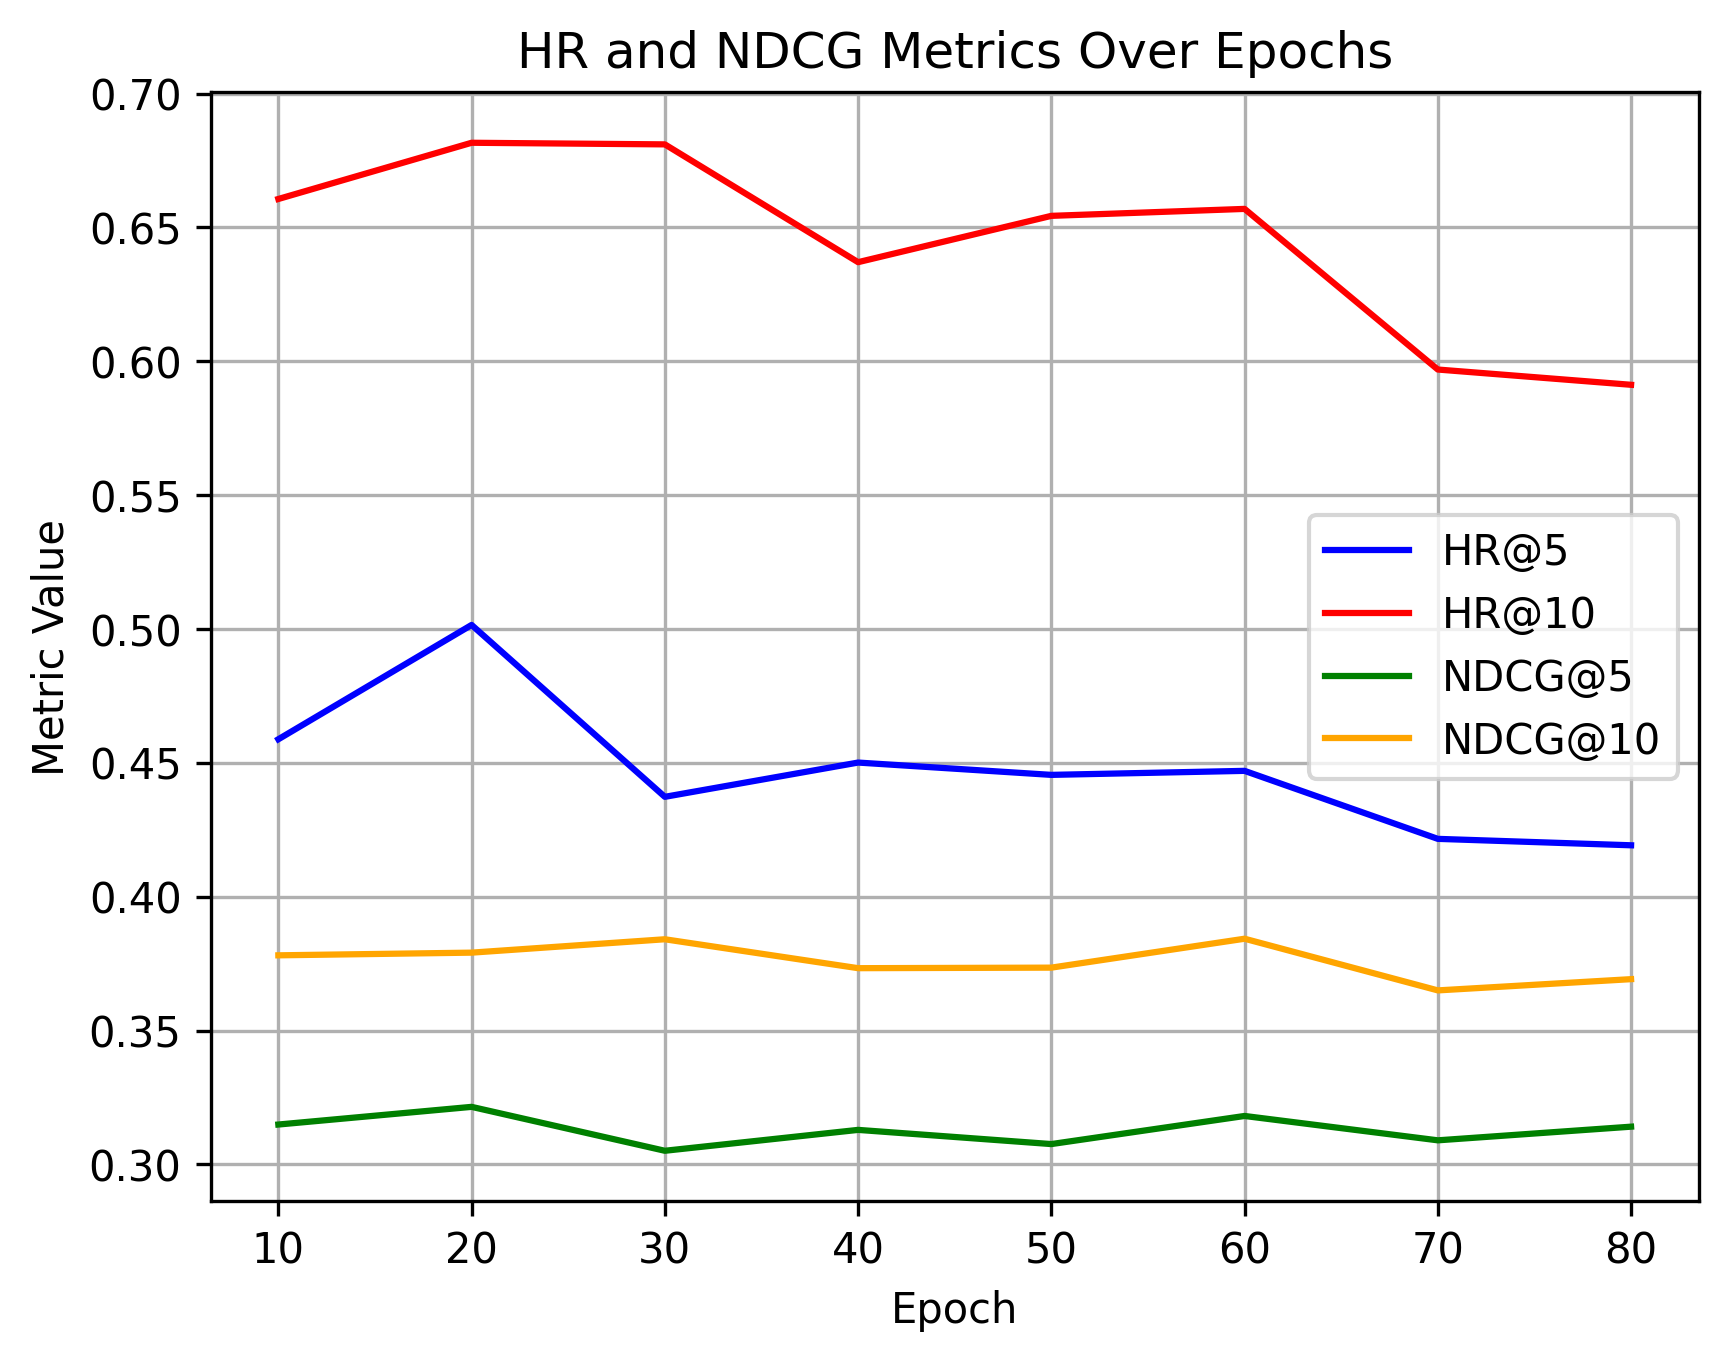 HR and NDCG Metrics Over Epochs
0.70
0.65
0.60
0.55
0.50
0.45
0.40
0.35
0.30
Metric Value
HR@5
HR@10
NDCG@5
NDCG@10
10 20 30 40 50 60 70 80
Epoch